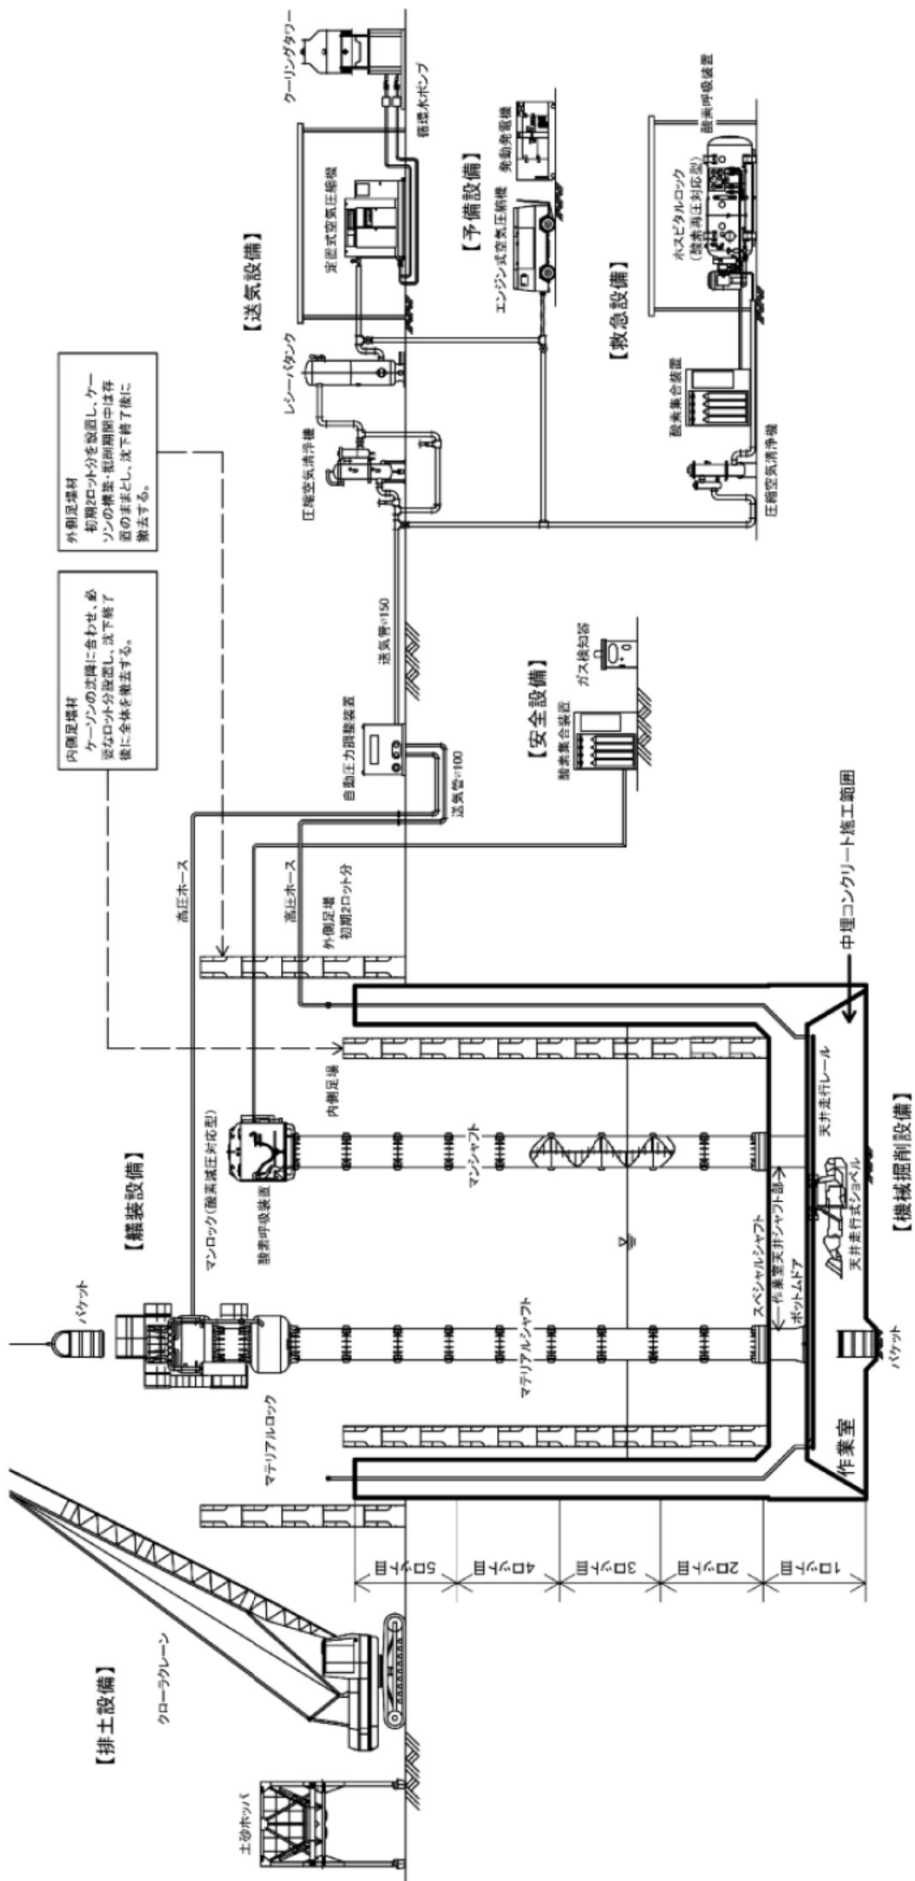 【排土設備】
土砂ホッパ
クローラクレーン
【艤装設備】
バケット
マテリアルロック
マンロック(酸素減圧対応型)
酸素呼吸装置
マテリアルシャフト
マンシャフト
内側足場
外側足場
初期2ロット分
高圧ホース
高圧ホース
スペシャルシャフト
作業室天井シャフト部
ボットムドア
5ロット目
4ロット目
3ロット目
2ロット目
1ロット目
作業室
バケット
天井走行式ショベル
天井走行レール
中埋コンクリート施工範囲
【機械掘削設備】
内側足場材
ケーソンの沈降に合わせ、必
要なロット分設置し、沈下終了
後に全体を撤去する。
外側足場材
初期2ロット分を設置し、ケー
ソンの構築・掘削期間中は存
置のままとし、沈下終了後に
撤去する。
自動圧力調整装置
送気管⌀100
送気管⌀150
【安全設備】
酸素集合装置
ガス検知器
【送気設備】
圧縮空気清浄機
レシーバタンク
定置式空気圧縮機
クーリングタワー
循環水ポンプ
【予備設備】
エンジン式空気圧縮機
発動発電機
【救急設備】
圧縮空気清浄機
酸素集合装置
ホスピタルロック
(酸素再圧対応型)
酸素呼吸装置